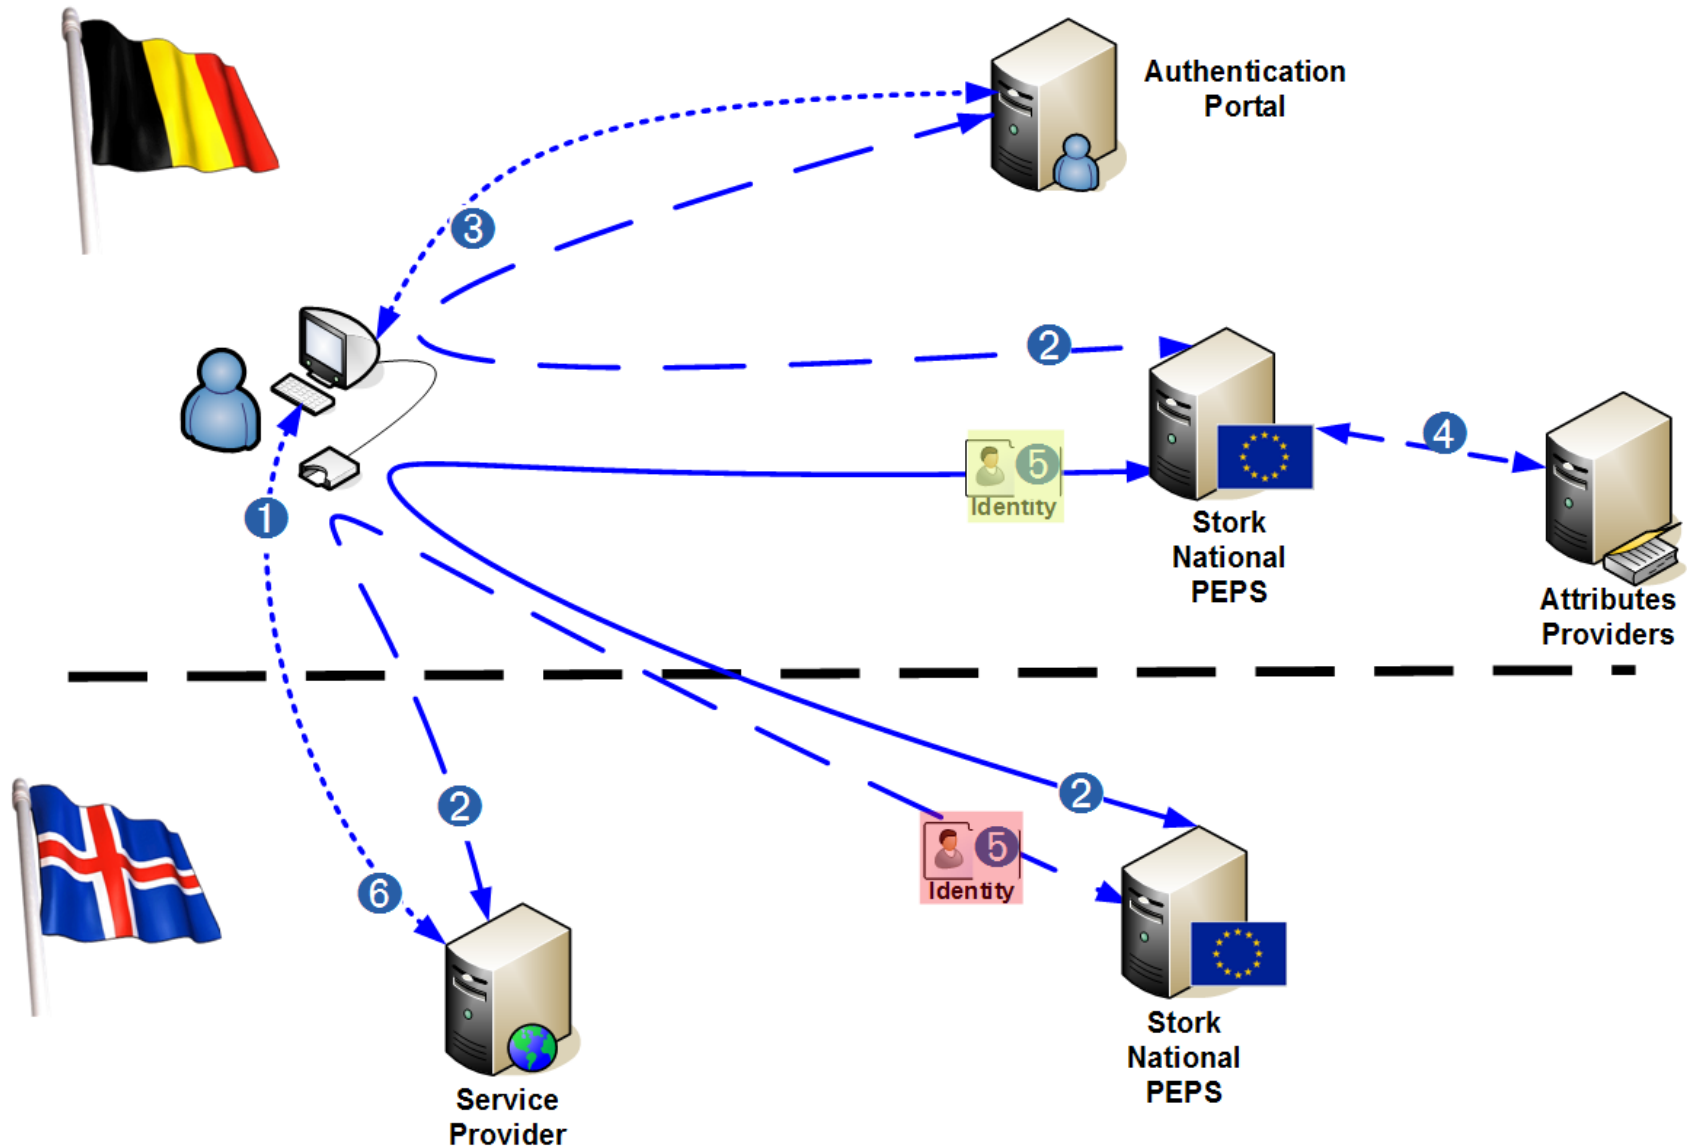 Authentication
Portal
3
2
4
5
Identity
Stork
National
PEPS
1
Attributes
Providers
2
2
5
Identity
6
Stork
National
PEPS
Service
Provider